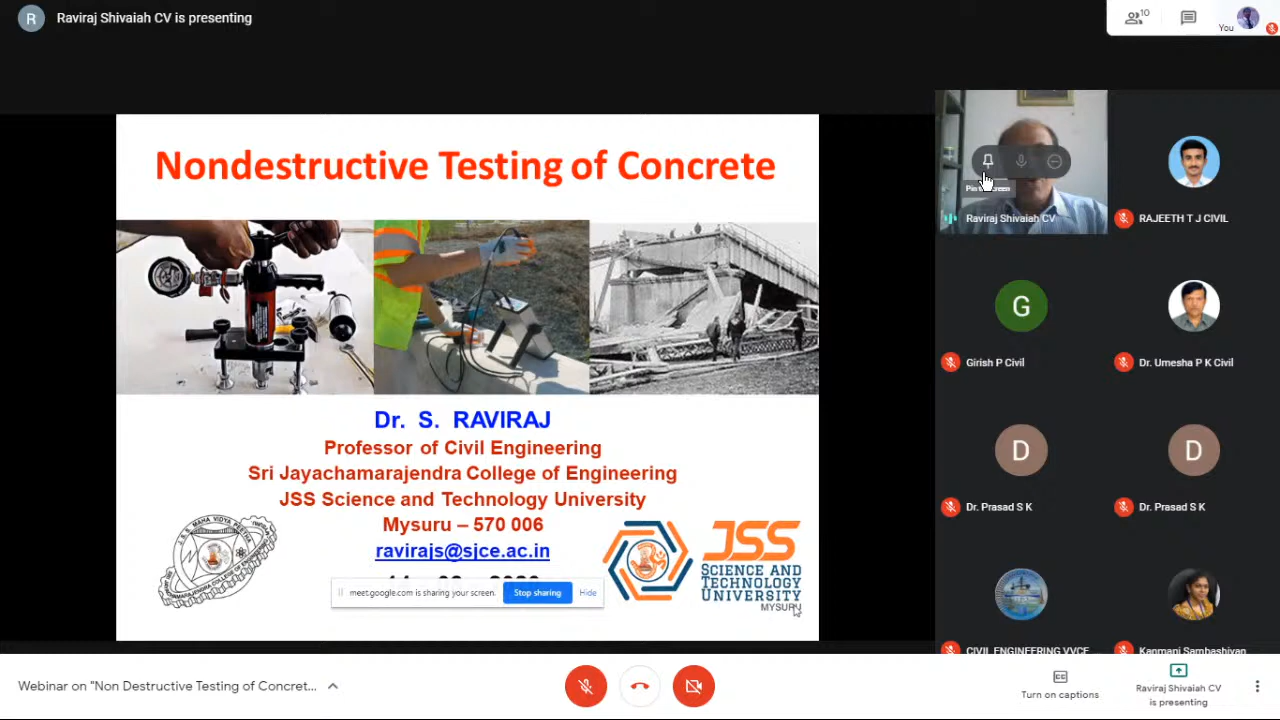 R
Raviraj Shivaiah CV is presenting
10
You
Nondestructive Testing of Concrete
Dr. S. RAVIRAJ
Professor of Civil Engineering
Sri Jayachamarajendra College of Engineering
JSS Science and Technology University
Mysuru – 570 006
ravirajs@sjce.ac.in
meet.google.com is sharing your screen.
Stop sharing
Hide
JSS
SCIENCE AND
TECHNOLOGY
UNIVERSITY
MYSURU
Raviraj Shivaiah CV
RAJEETH T J CIVIL
G
Girish P Civil
Dr. Umesha P K Civil
D
Dr. Prasad S K
D
Dr. Prasad S K
CIVIL ENGINEERING VVCE
Kanmani Sambashivan
Webinar on "Non Destructive Testing of Concret...
Turn on captions
Raviraj Shivaiah CV
is presenting